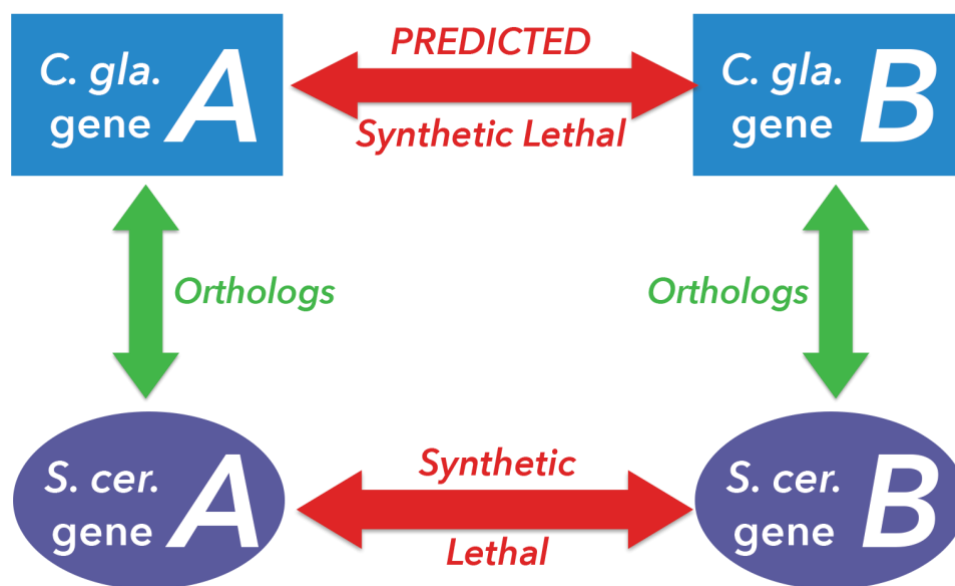 PREDICTED
C. gla.
gene A
Synthetic Lethal
C. gla.
gene B
Orthologs
Orthologs
S. cer.
gene A
Synthetic
Lethal
S. cer.
gene B